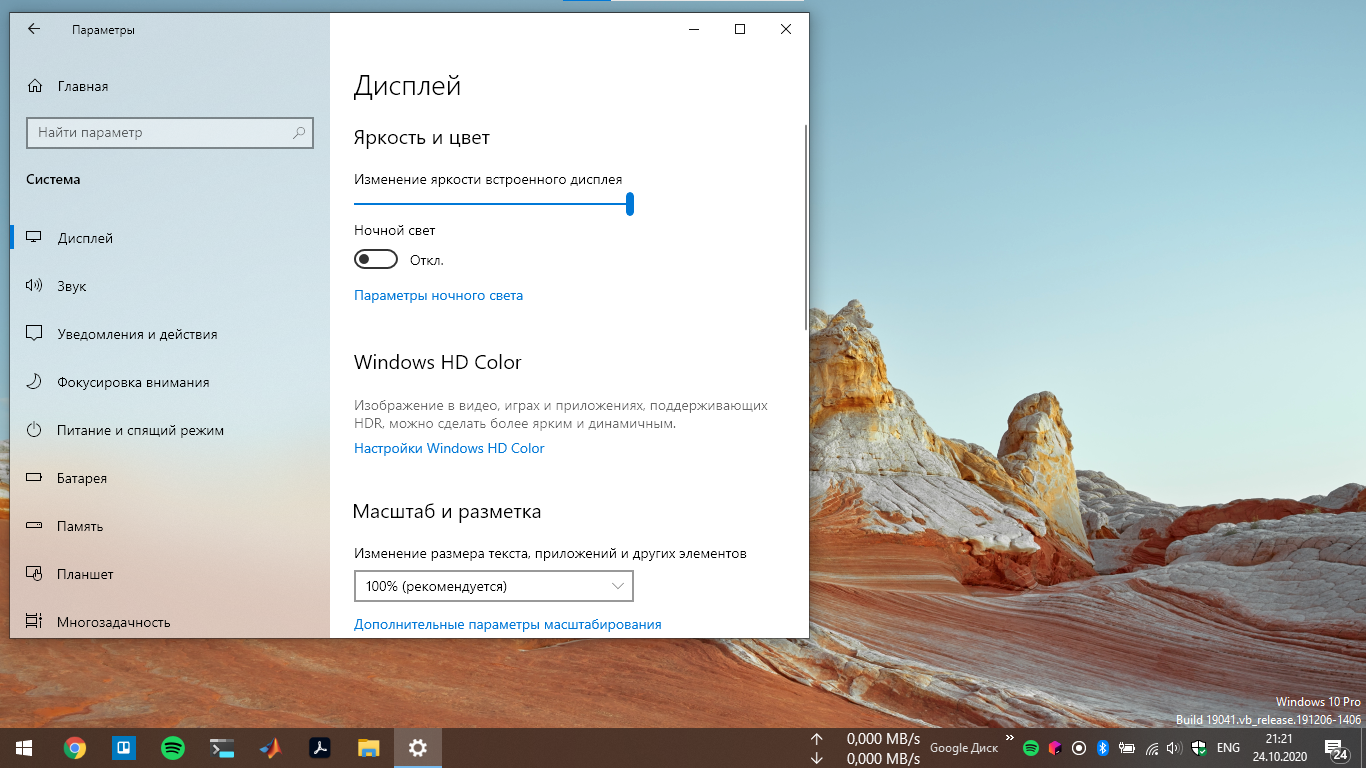 Параметры
Главная
Найти параметр
Система
Дисплей
Звук
Уведомления и действия
Фокусировка внимания
Питание и спящий режим
Батарея
Память
Планшет
Многозадачность
Дисплей
Яркость и цвет
Изменение яркости встроенного дисплея
Ночной свет
Откл.
Параметры ночного света
Windows HD Color
Изображение в видео, играх и приложениях, поддерживающих
HDR, можно сделать более ярким и динамичным.
Настройки Windows HD Color
Масштаб и разметка
Изменение размера текста, приложений и других элементов
100% (рекомендуется)
Дополнительные параметры масштабирования
Windows 10 Pro
Build 19041.vb_release.191206-1406
0,000 MB/s
0,000 MB/s
Google Диск
ENG
21:21
24.10.2020
24